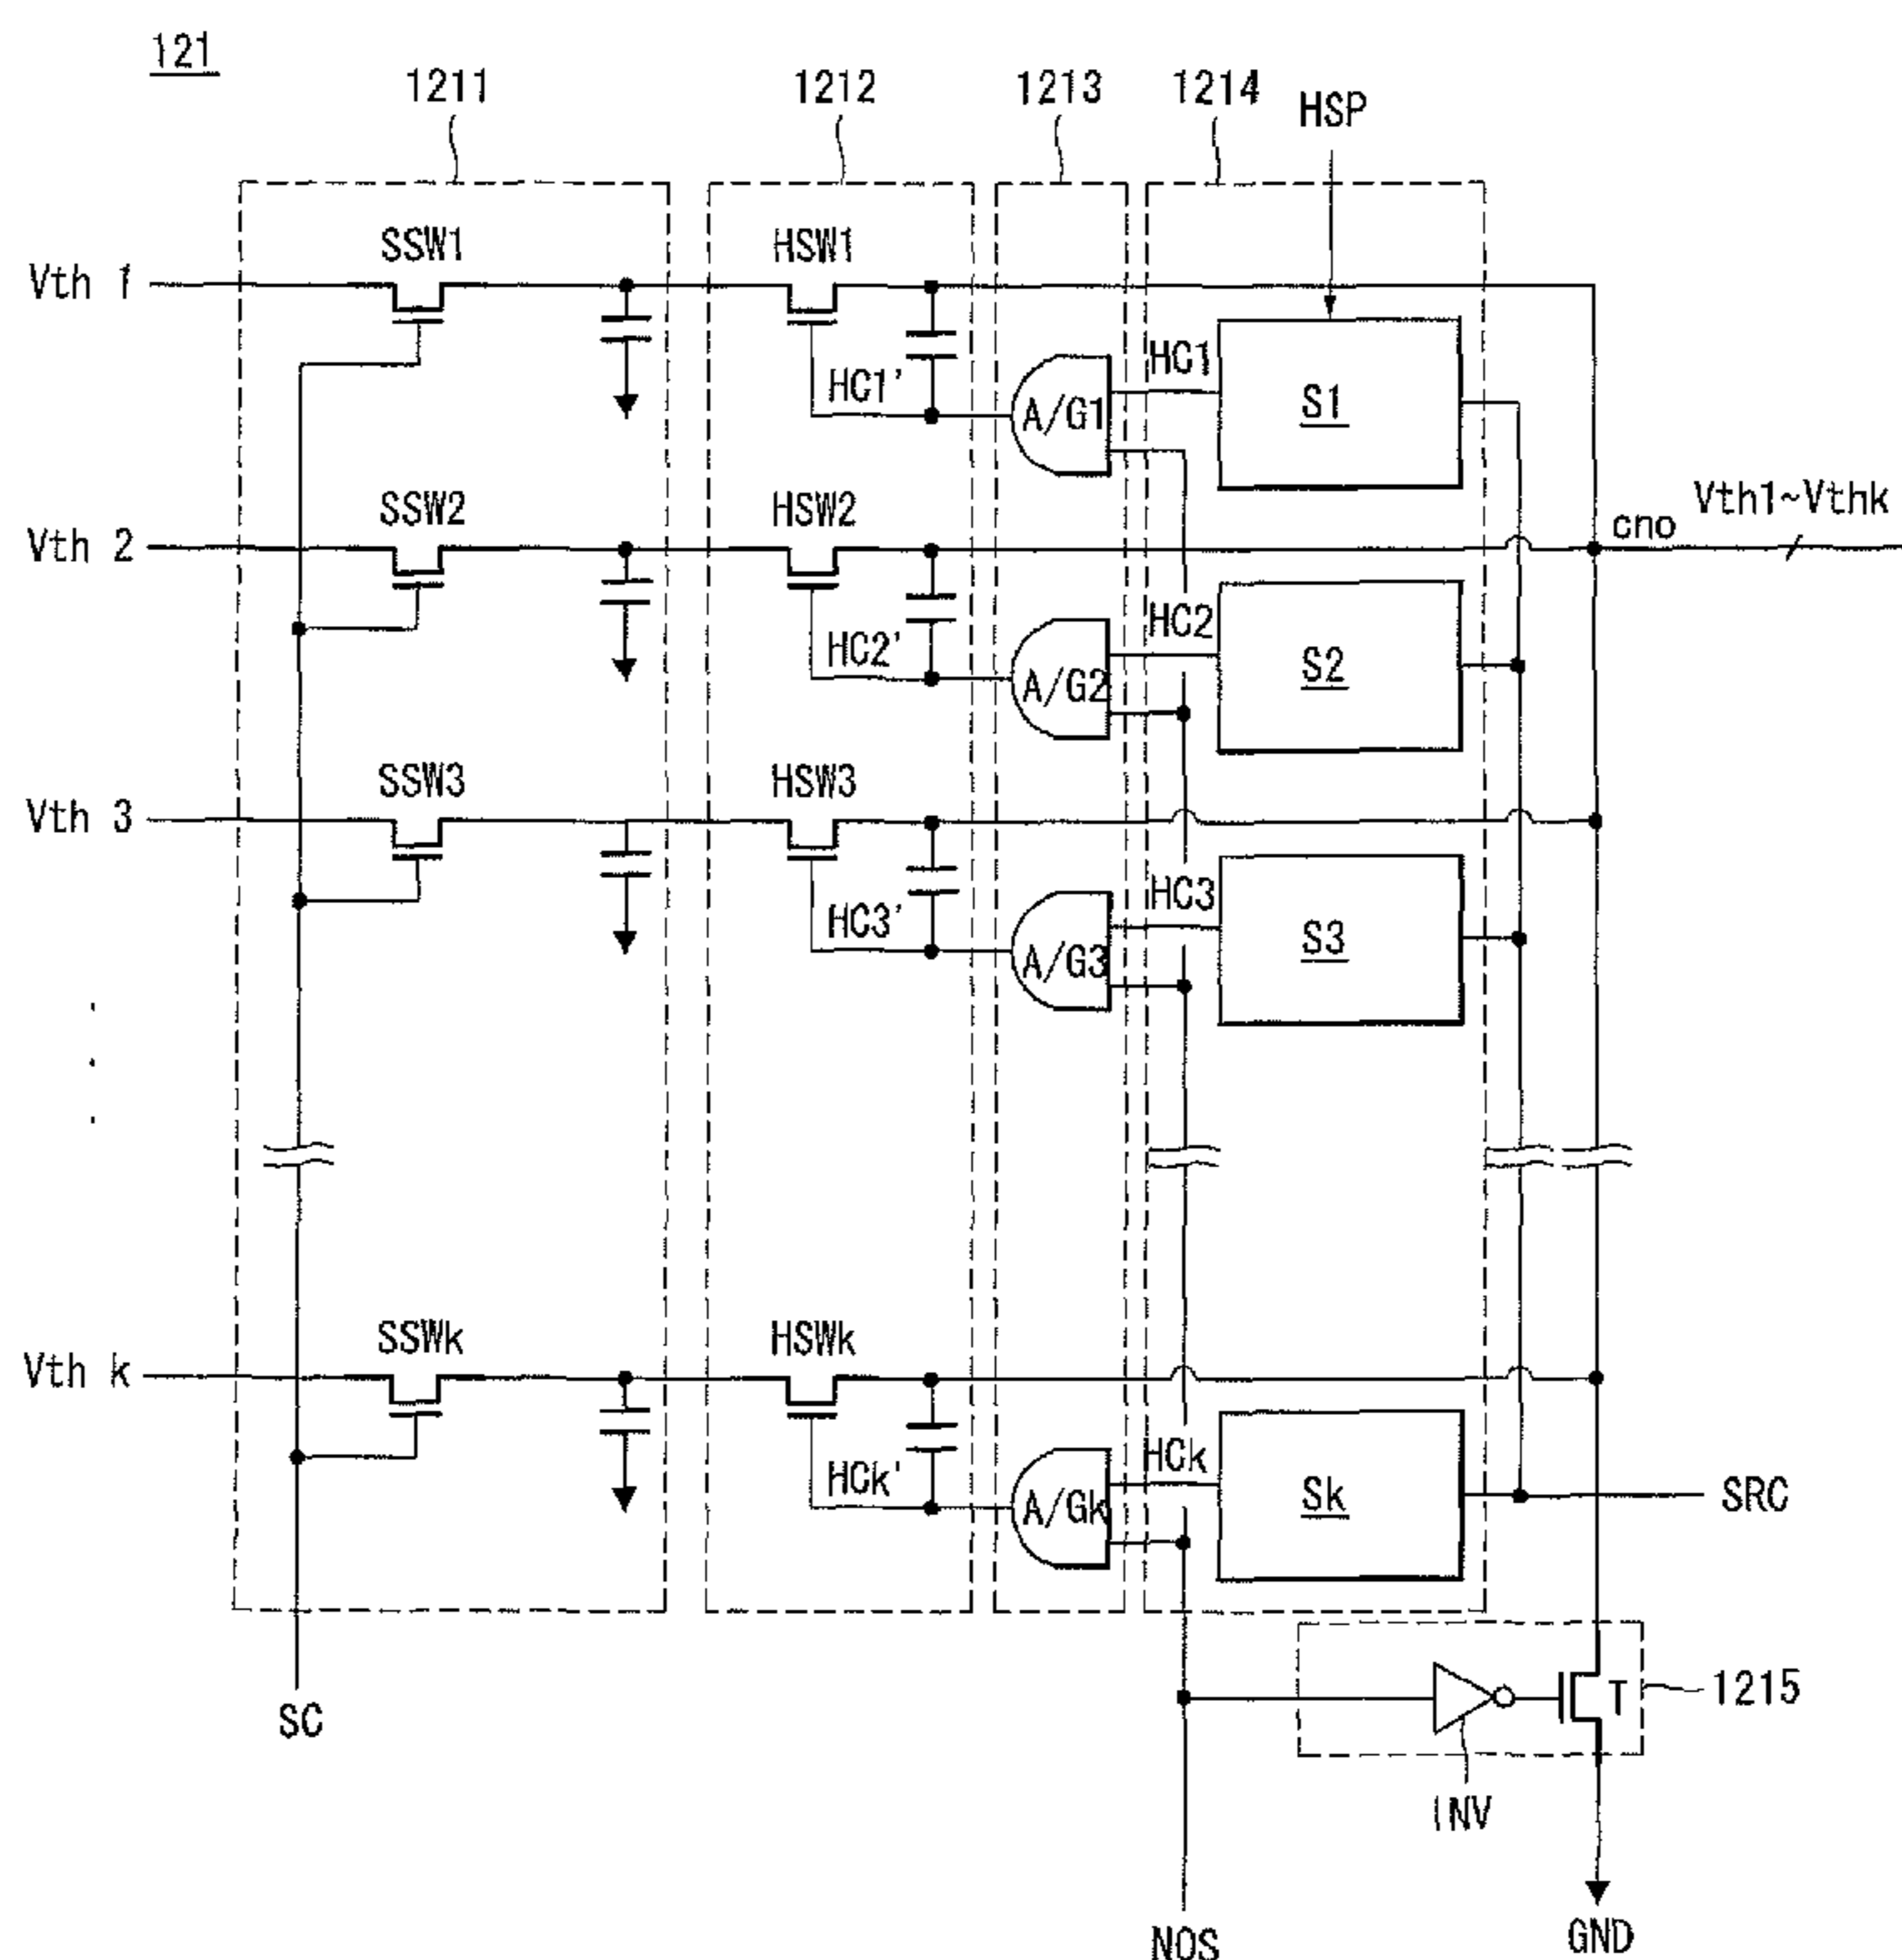 121
1211
1212
1213
1214
HSP
SSW1
HSW1
Vth 1
HC1
HC1'
A/G1
S1
SSW2
HSW2
Vth1~Vthk
cno
Vth 2
HC2
HC2'
A/G2
S2
SSW3
HSW3
Vth 3
HC3
HC3'
A/G3
S3
SSWk
HSWk
Vth k
HCk
HCk'
A/Gk
Sk
SRC
T
1215
SC
INV
NOS
GND